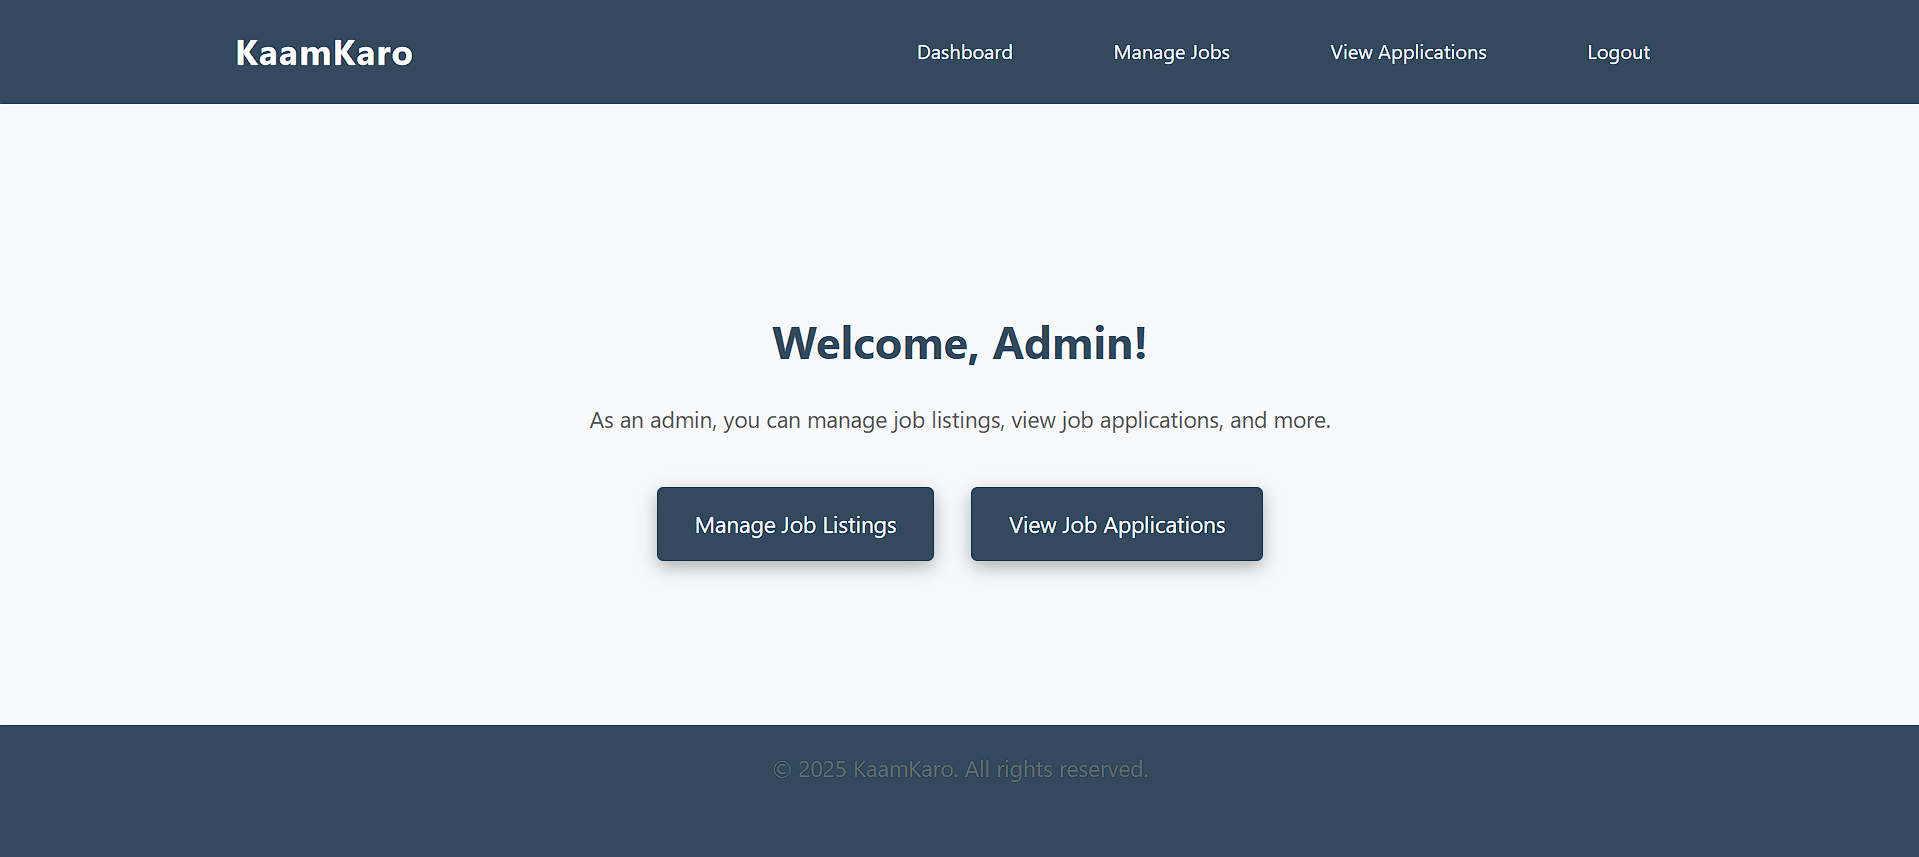 KaamKaro
Dashboard
Manage Jobs
View Applications
Logout
Welcome, Admin!
As an admin, you can manage job listings, view job applications, and more.
Manage Job Listings
View Job Applications
© 2025 KaamKaro. All rights reserved.